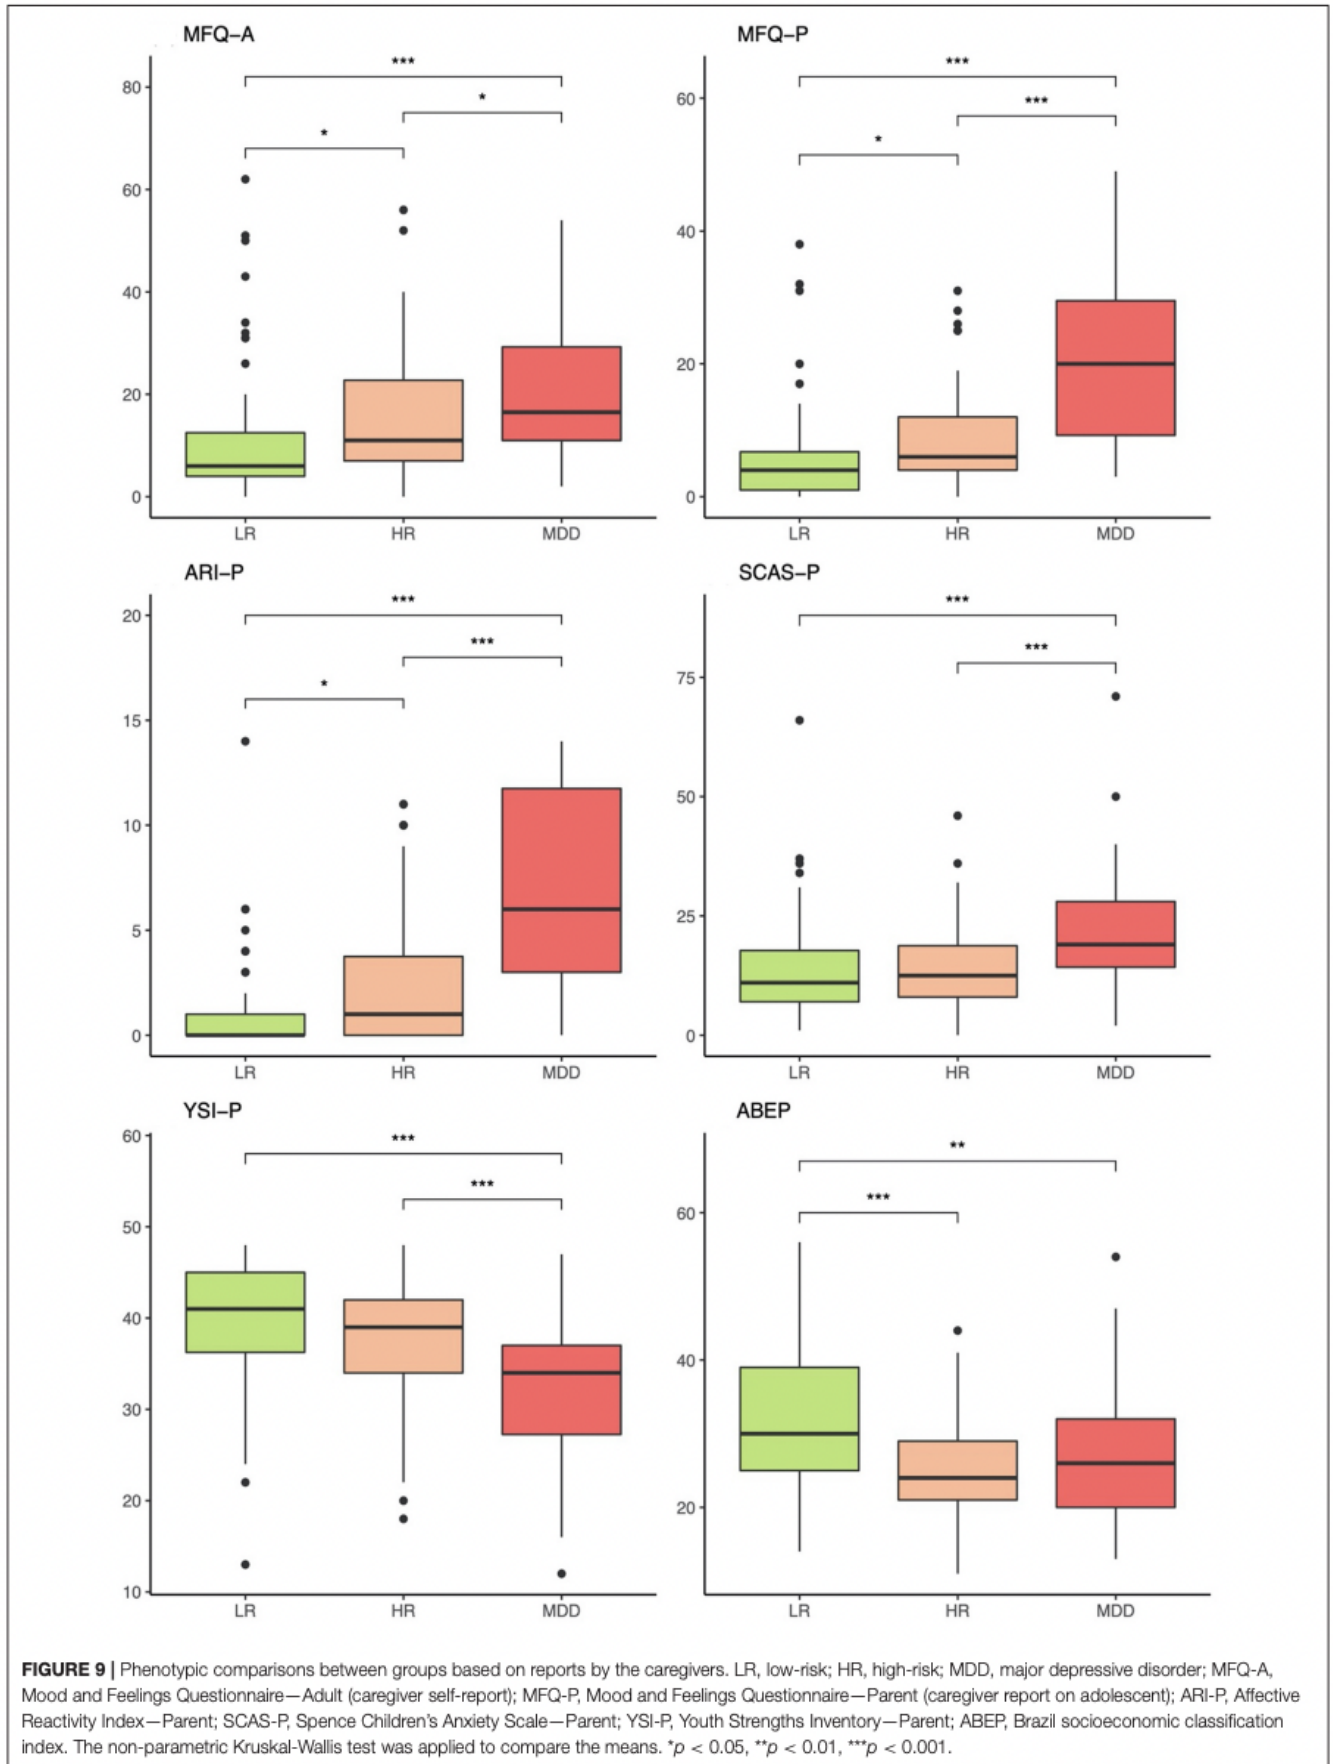 MFQ–A
MFQ–P
***
*
*
80
60
40
20
0
LR HR MDD
***
***
*
60
40
20
0
LR HR MDD
ARI–P
SCAS–P
***
***
*
20
15
10
5
0
LR HR MDD
***
***
75
50
25
0
LR HR MDD
YSI–P
ABEP
***
***
60
50
40
30
20
10
LR HR MDD
**
***
60
40
20
LR HR MDD
FIGURE 9 | Phenotypic comparisons between groups based on reports by the caregivers. LR, low-risk; HR, high-risk; MDD, major depressive disorder; MFQ-A,
Mood and Feelings Questionnaire—Adult (caregiver self-report); MFQ-P, Mood and Feelings Questionnaire—Parent (caregiver report on adolescent); ARI-P, Affective
Reactivity Index—Parent; SCAS-P, Spence Children's Anxiety Scale—Parent; YSI-P, Youth Strengths Inventory—Parent; ABEP, Brazil socioeconomic classification
index. The non-parametric Kruskal-Wallis test was applied to compare the means. *p < 0.05, **p < 0.01, ***p < 0.001.